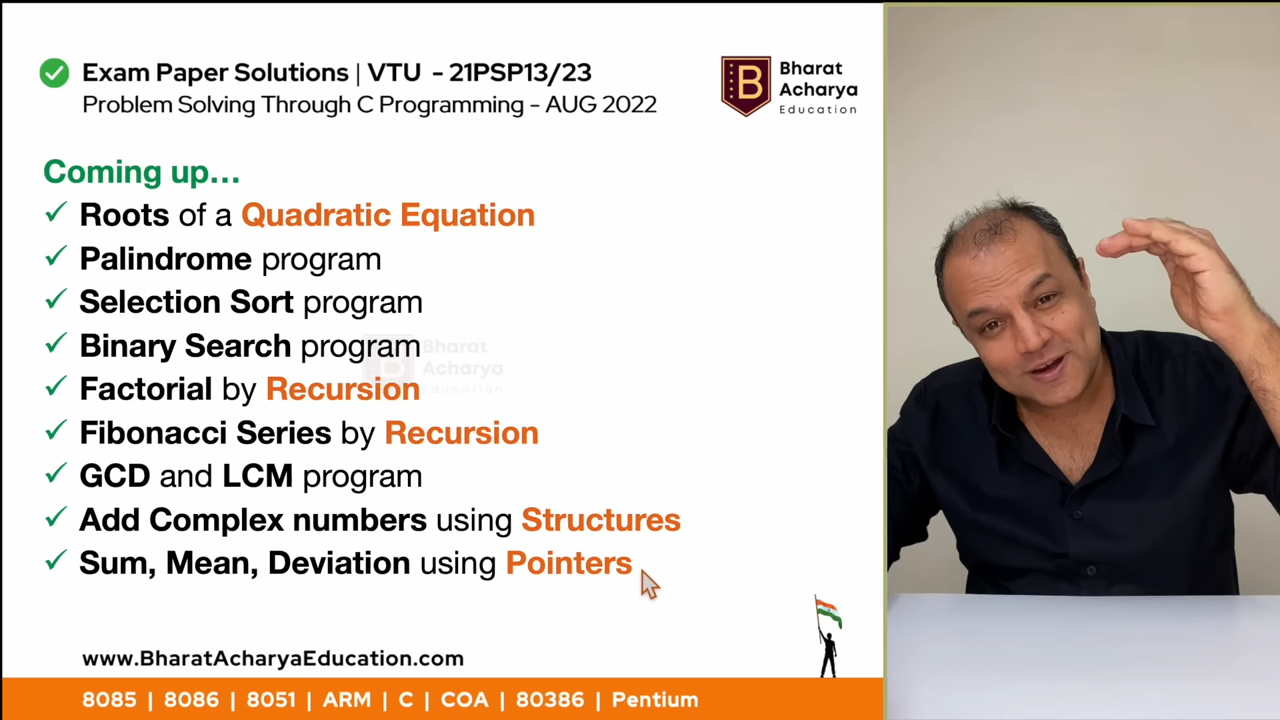 Exam Paper Solutions | VTU - 21PSP13/23
Problem Solving Through C Programming - AUG 2022
B
Bharat
Acharya
Education
Coming up...
✓ Roots of a Quadratic Equation
✓ Palindrome program
✓ Selection Sort program
✓ Binary Search program
✓ Factorial by Recursion
✓ Fibonacci Series by Recursion
✓ GCD and LCM program
✓ Add Complex numbers using Structures
✓ Sum, Mean, Deviation using Pointers
Bharat
Acharya
Education
www.BharatAcharyaEducation.com
8085 | 8086 | 8051 | ARM | C | COA | 80386 | Pentium